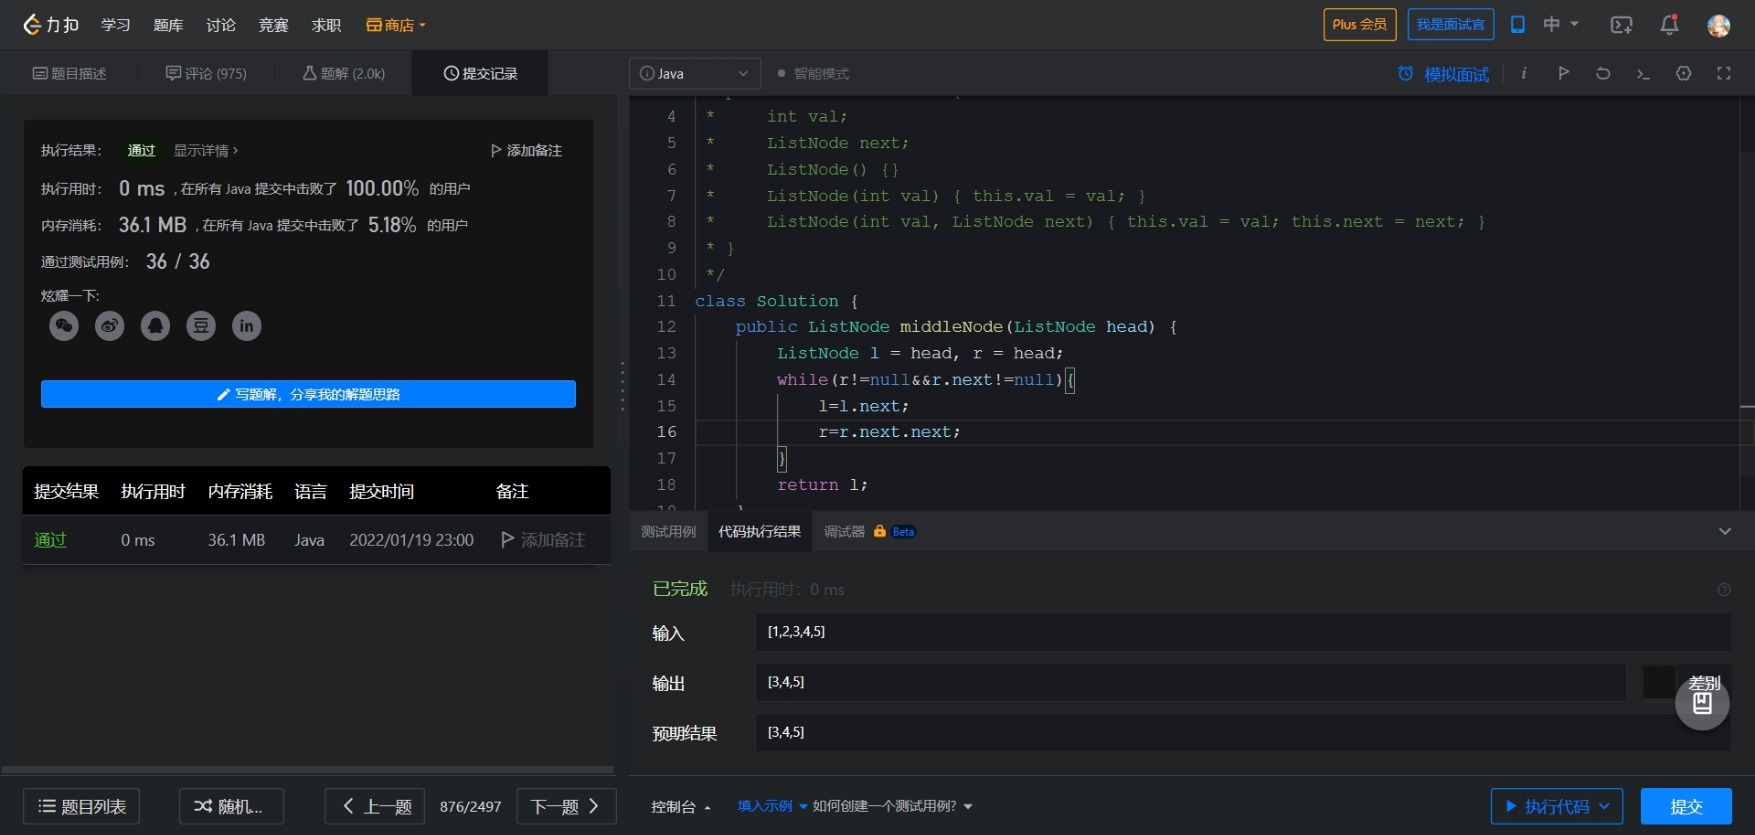 力扣 学习 题库 讨论 竞赛 求职 商店 Plus 会员 我是面试官 中
题目描述 评论 (975) 题解 (2.0k) 提交记录
执行结果： 通过 显示详情 > 添加备注
执行用时： 0 ms , 在所有 Java 提交中击败了 100.00% 的用户
内存消耗： 36.1 MB , 在所有 Java 提交中击败了 5.18% 的用户
通过测试用例： 36 / 36
炫耀一下:
豆 in
写题解，分享我的解题思路
提交结果 执行用时 内存消耗 语言 提交时间 备注
通过 0 ms 36.1 MB Java 2022/01/19 23:00 添加备注
题目列表 随机... 上一题 876/2497 下一题
Java 智能模式 模拟面试 i
4 * int val;
5 * ListNode next;
6 * ListNode() {}
7 * ListNode(int val) { this.val = val; }
8 * ListNode(int val, ListNode next) { this.val = val; this.next = next; }
9 * }
10 */
11 class Solution {
12 public ListNode middleNode(ListNode head) {
13 ListNode l = head, r = head;
14 while(r!=null&&r.next!=null){
15 l=l.next;
16 r=r.next.next;
17 }
18 return l;
测试用例 代码执行结果 调试器 Beta
已完成 执行用时： 0 ms
输入 [1,2,3,4,5]
输出 [3,4,5] 差别
预期结果 [3,4,5]
控制台 填入示例 如何创建一个测试用例? 执行代码 提交